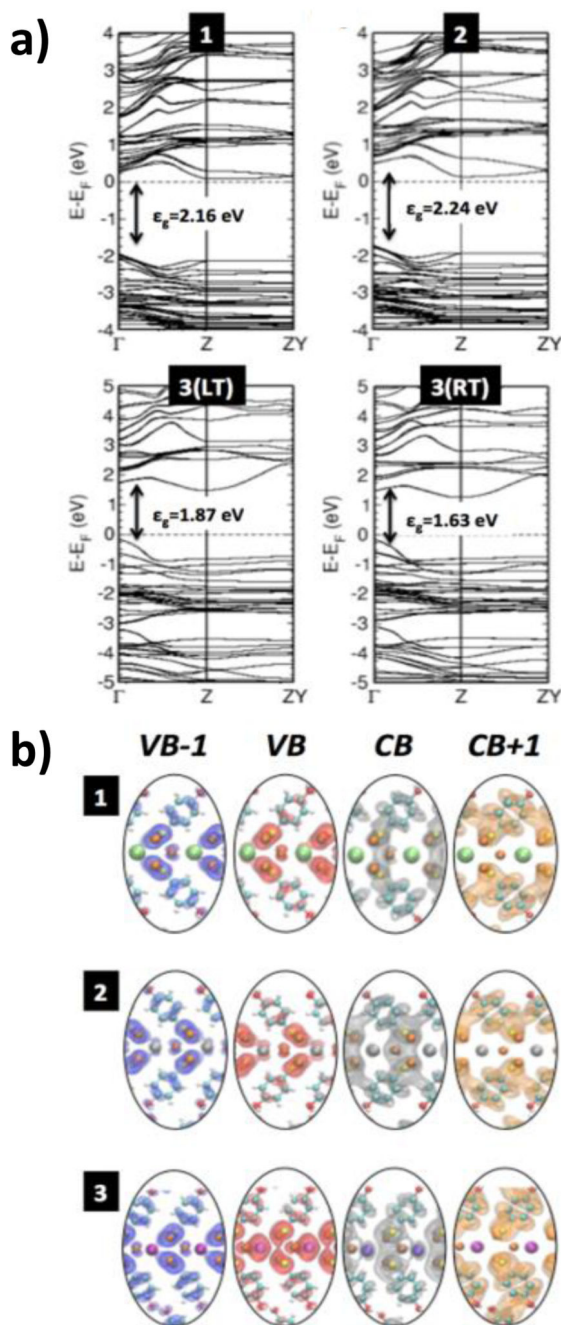 a)
1
2
4
3
2
1
0
-1
-2
-3
-4
E-E_F (eV)
ε_g=2.16 eV
Γ
Z
ZY
4
3
2
1
0
-1
-2
-3
-4
E-E_F (eV)
ε_g=2.24 eV
Γ
Z
ZY
3(LT)
3(RT)
5
4
3
2
1
0
-1
-2
-3
-4
-5
E-E_F (eV)
ε_g=1.87 eV
Γ
Z
ZY
5
4
3
2
1
0
-1
-2
-3
-4
-5
E-E_F (eV)
ε_g=1.63 eV
Γ
Z
ZY
b)
VB-1 VB CB CB+1
1
2
3